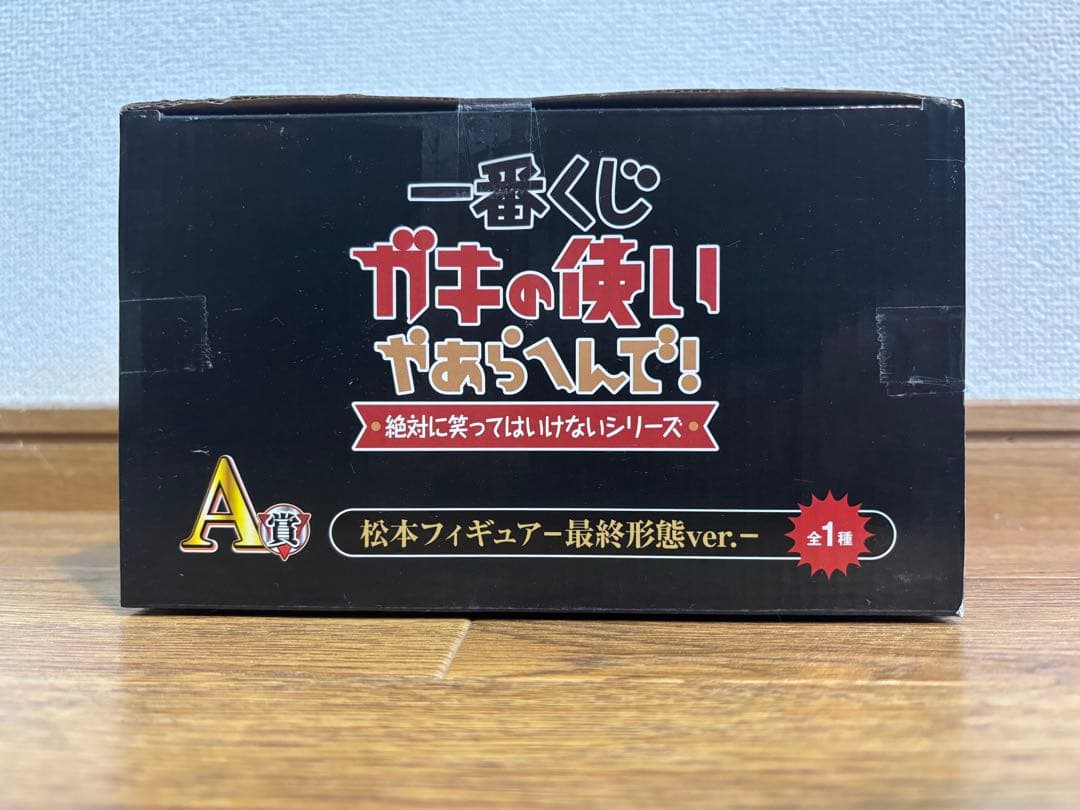 一番くじ
ガキの使い
やあらへんで!
絶対に笑ってはいけないシリーズ
A賞 松本フィギュアー最終形態ver.ー 全1種